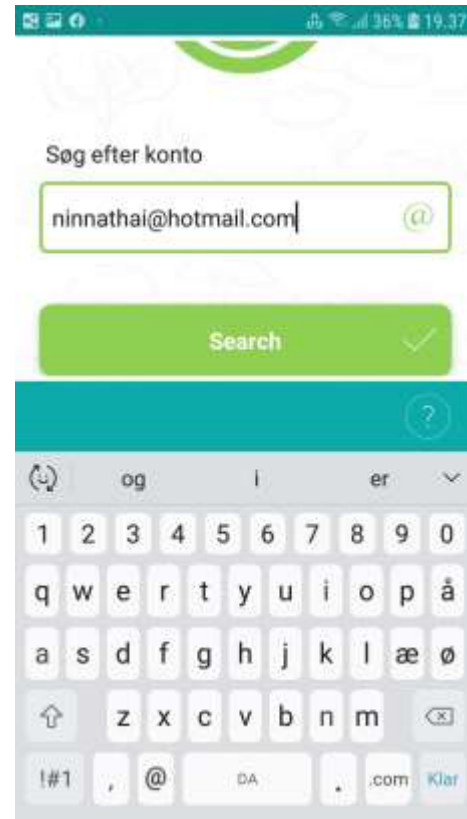 36% 19.37
Søg efter konto
ninnathai@hotmail.com @
Search
?
og i er
1 2 3 4 5 6 7 8 9 0
q w e r t y u i o p å
a s d f g h j k l æ ø
z x c v b n m
!#1 , @ DA . .com Klar